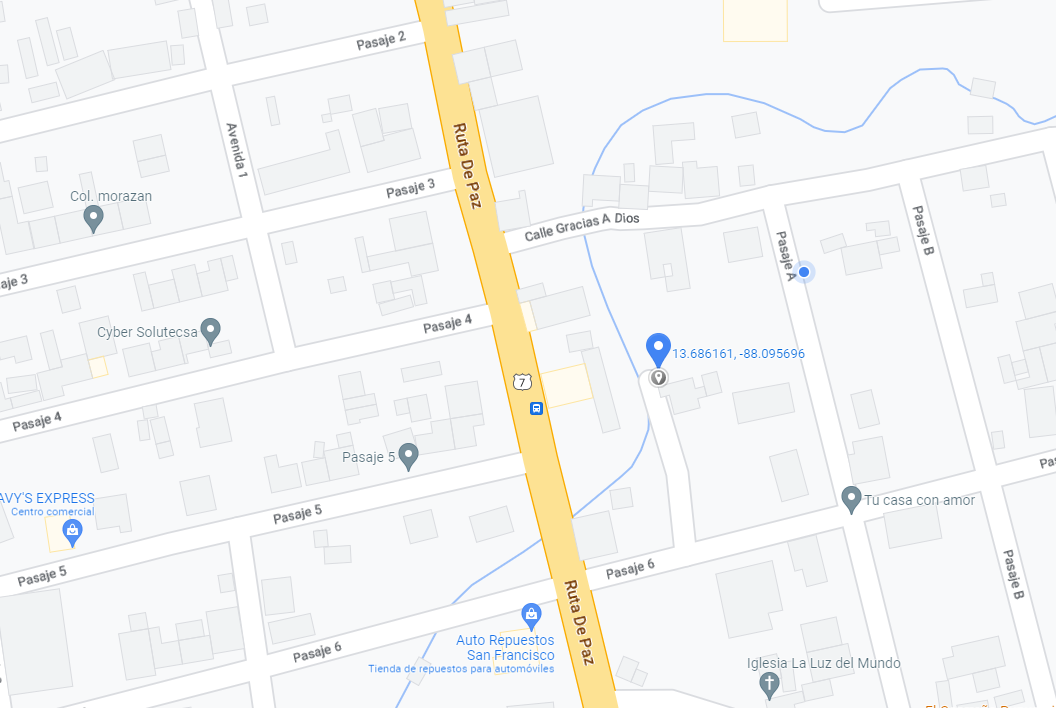 Pasaje 2
Ruta De Paz
Avenida 1
Pasaje 3
Col. morazan
Calle Gracias A Dios
Pasaje B
Pasaje A
aje 3
Pasaje 4
Cyber Solutecsa
13.686161, -88.095696
7
Pasaje 4
Pasaje 5
Pasa
AVY'S EXPRESS
Centro comercial
Tu casa con amor
Pasaje 5
Pasaje 5
Pasaje 6
Pasaje B
Ruta De Paz
Auto Repuestos
San Francisco
Tienda de repuestos para automóviles
Pasaje 6
Iglesia La Luz del Mundo